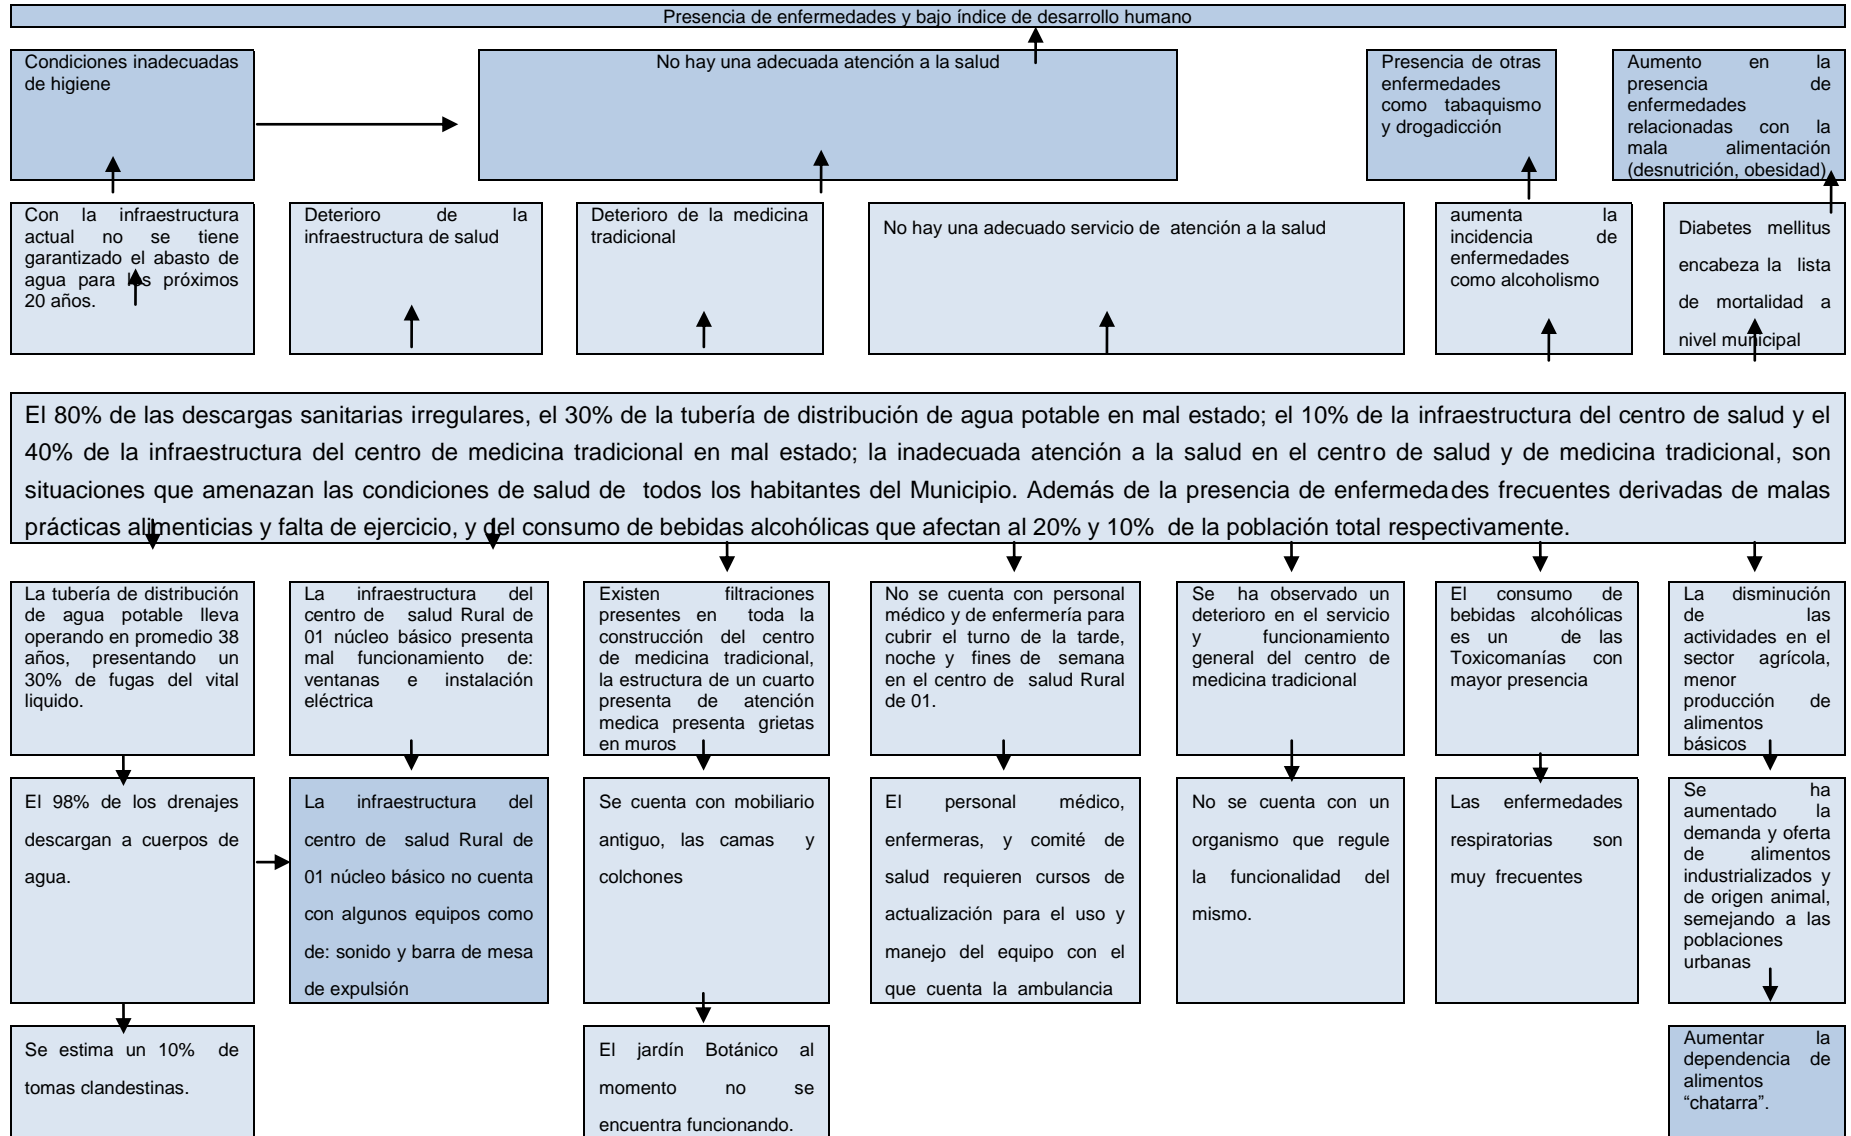 Presencia de enfermedades y bajo índice de desarrollo humano
Condiciones inadecuadas
de higiene
No hay una adecuada atención a la salud
Presencia de otras
enfermedades
como tabaquismo
y drogadicción
Aumento en la
presencia de
enfermedades
relacionadas con la
mala alimentación
(desnutrición, obesidad)
Con la infraestructura
actual no se tiene
garantizado el abasto de
agua para los próximos
20 años.
Deterioro de la
infraestructura de salud
Deterioro de la medicina
tradicional
No hay una adecuado servicio de atención a la salud
aumenta la
incidencia de
enfermedades
como alcoholismo
Diabetes mellitus
encabeza la lista
de mortalidad a
nivel municipal
El 80% de las descargas sanitarias irregulares, el 30% de la tubería de distribución de agua potable en mal estado; el 10% de la infraestructura del centro de salud y el
40% de la infraestructura del centro de medicina tradicional en mal estado; la inadecuada atención a la salud en el centro de salud y de medicina tradicional, son
situaciones que amenazan las condiciones de salud de todos los habitantes del Municipio. Además de la presencia de enfermedades frecuentes derivadas de malas
prácticas alimenticias y falta de ejercicio, y del consumo de bebidas alcohólicas que afectan al 20% y 10% de la población total respectivamente.
La tubería de distribución
de agua potable lleva
operando en promedio 38
años, presentando un
30% de fugas del vital
liquido.
La infraestructura del
centro de salud Rural de
01 núcleo básico presenta
mal funcionamiento de:
ventanas e instalación
eléctrica
Existen filtraciones
presentes en toda la
construcción del centro
de medicina tradicional,
la estructura de un cuarto
presenta de atención
medica presenta grietas
en muros
No se cuenta con personal
médico y de enfermería para
cubrir el turno de la tarde,
noche y fines de semana
en el centro de salud Rural
de 01.
Se ha observado un
deterioro en el servicio
y funcionamiento
general del centro de
medicina tradicional
El consumo de
bebidas alcohólicas
es un de las
Toxicomanías con
mayor presencia
La disminución
de las
actividades en el
sector agrícola,
menor
producción de
alimentos
básicos
El 98% de los drenajes
descargan a cuerpos de
agua.
La infraestructura del
centro de salud Rural de
01 núcleo básico no cuenta
con algunos equipos como
de: sonido y barra de mesa
de expulsión
Se cuenta con mobiliario
antiguo, las camas y
colchones
El personal médico,
enfermeras, y comité de
salud requieren cursos de
actualización para el uso y
manejo del equipo con el
que cuenta la ambulancia
No se cuenta con un
organismo que regule
la funcionalidad del
mismo.
Las enfermedades
respiratorias son
muy frecuentes
Se ha
aumentado la
demanda y oferta
de alimentos
industrializados y
de origen animal,
semejando a las
poblaciones
urbanas
Se estima un 10% de
tomas clandestinas.
El jardín Botánico al
momento no se
encuentra funcionando.
Aumentar la
dependencia de
alimentos
“chatarra”.